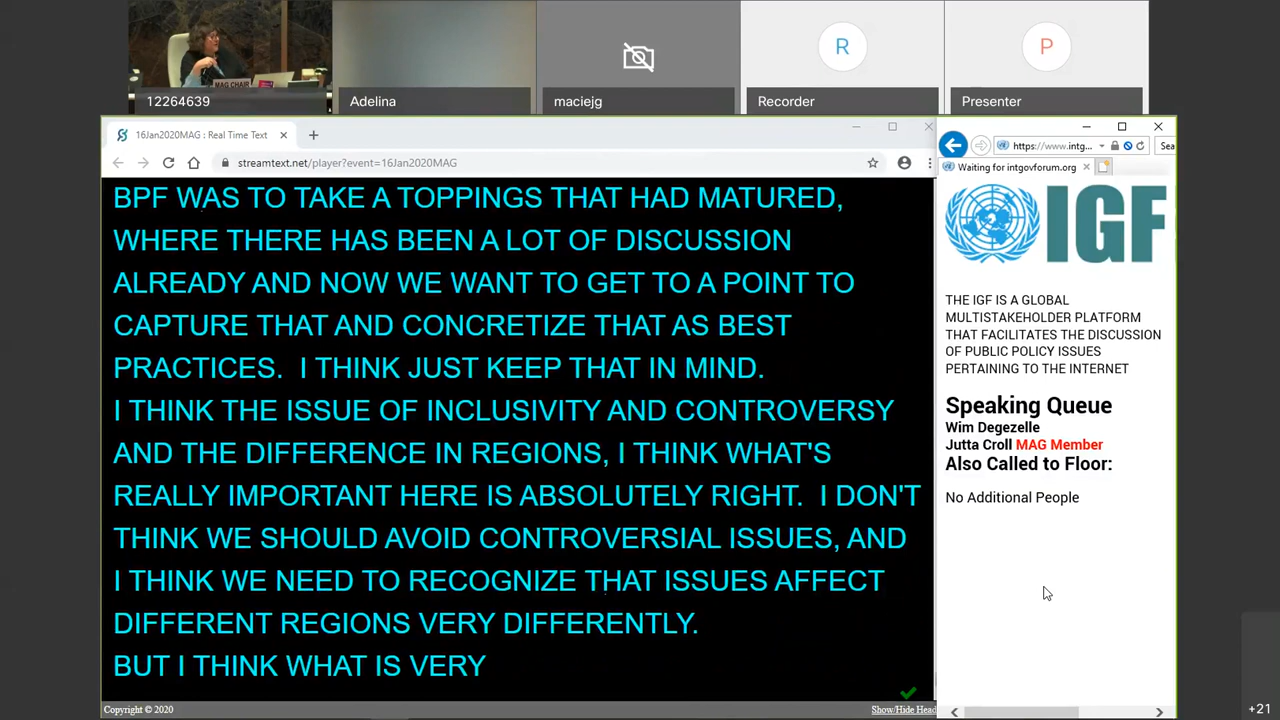 MAG CHAIR
12264639
Adelina
maciejg
R
Recorder
P
Presenter
16Jan2020MAG : Real Time Text
streamtext.net/player?event=16Jan2020MAG
BPF WAS TO TAKE A TOPPINGS THAT HAD MATURED,
WHERE THERE HAS BEEN A LOT OF DISCUSSION
ALREADY AND NOW WE WANT TO GET TO A POINT TO
CAPTURE THAT AND CONCRETIZE THAT AS BEST
PRACTICES.  I THINK JUST KEEP THAT IN MIND.
I THINK THE ISSUE OF INCLUSIVITY AND CONTROVERSY
AND THE DIFFERENCE IN REGIONS, I THINK WHAT'S
REALLY IMPORTANT HERE IS ABSOLUTELY RIGHT.  I DON'T
THINK WE SHOULD AVOID CONTROVERSIAL ISSUES, AND
I THINK WE NEED TO RECOGNIZE THAT ISSUES AFFECT
DIFFERENT REGIONS VERY DIFFERENTLY.
BUT I THINK WHAT IS VERY
Copyright © 2020
Show/Hide Head
https://www.intg...
Sea
Waiting for intgovforum.org
IGF
THE IGF IS A GLOBAL
MULTISTAKEHOLDER PLATFORM
THAT FACILITATES THE DISCUSSION
OF PUBLIC POLICY ISSUES
PERTAINING TO THE INTERNET
Speaking Queue
Wim Degezelle
Jutta Croll MAG Member
Also Called to Floor:
No Additional People
+21